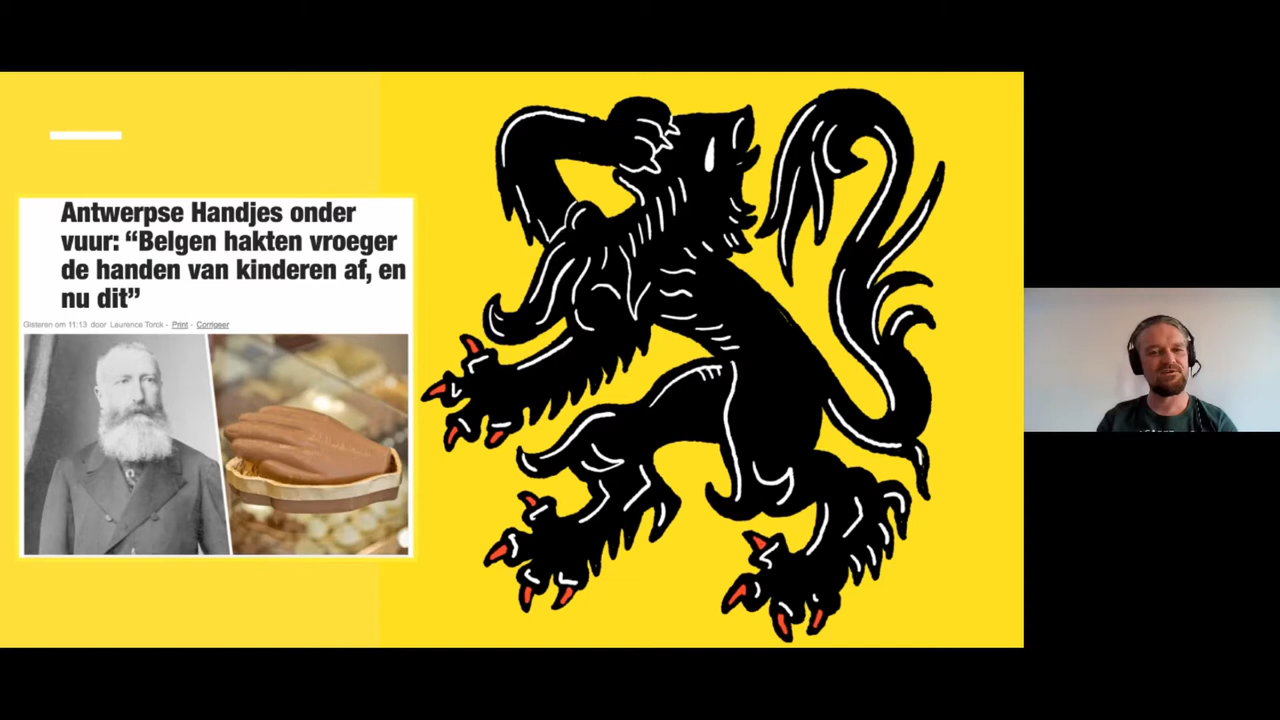 Antwerpse Handjes onder
vuur: “Belgen hakten vroeger
de handen van kinderen af, en
nu dit”
Gisteren om 11:13 door Laurence Torck - Print - Corrigeer